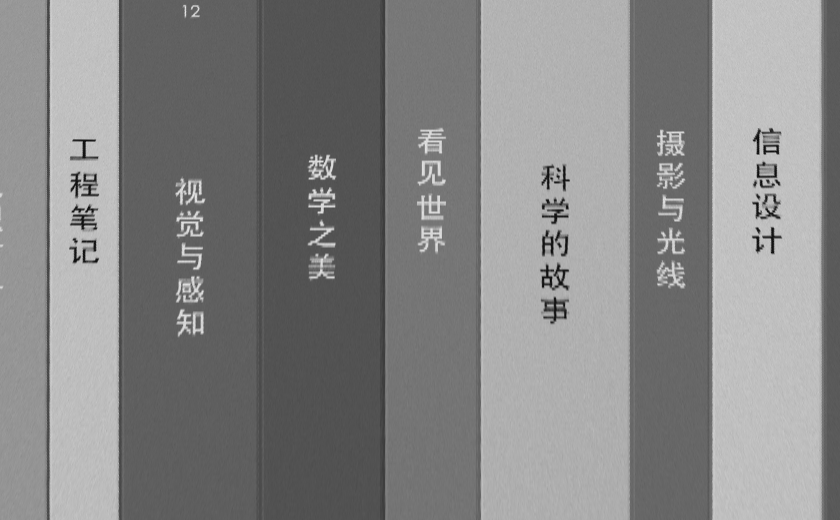 工程笔记
12
视觉与感知
数学之美
看见世界
科学的故事
摄影与光线
信息设计